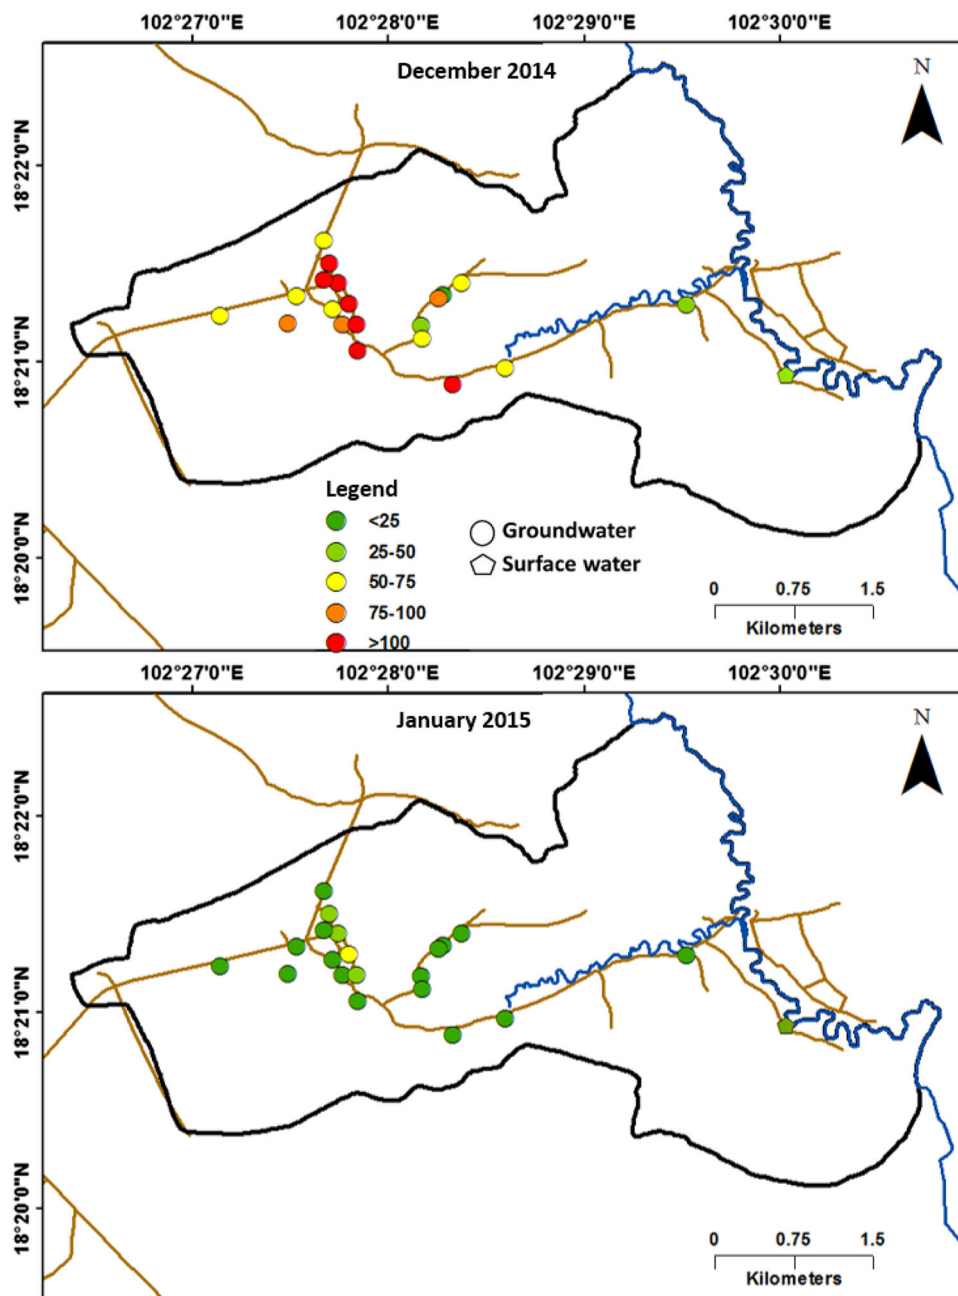 102°27'0"E 102°28'0"E 102°29'0"E 102°30'0"E
December 2014
N
18°22'0"N
18°21'0"N
18°20'0"N
Legend
<25
25-50
50-75
75-100
>100
Groundwater
Surface water
0 0.75 1.5
Kilometers
102°27'0"E 102°28'0"E 102°29'0"E 102°30'0"E
January 2015
N
18°22'0"N
18°21'0"N
18°20'0"N
0 0.75 1.5
Kilometers